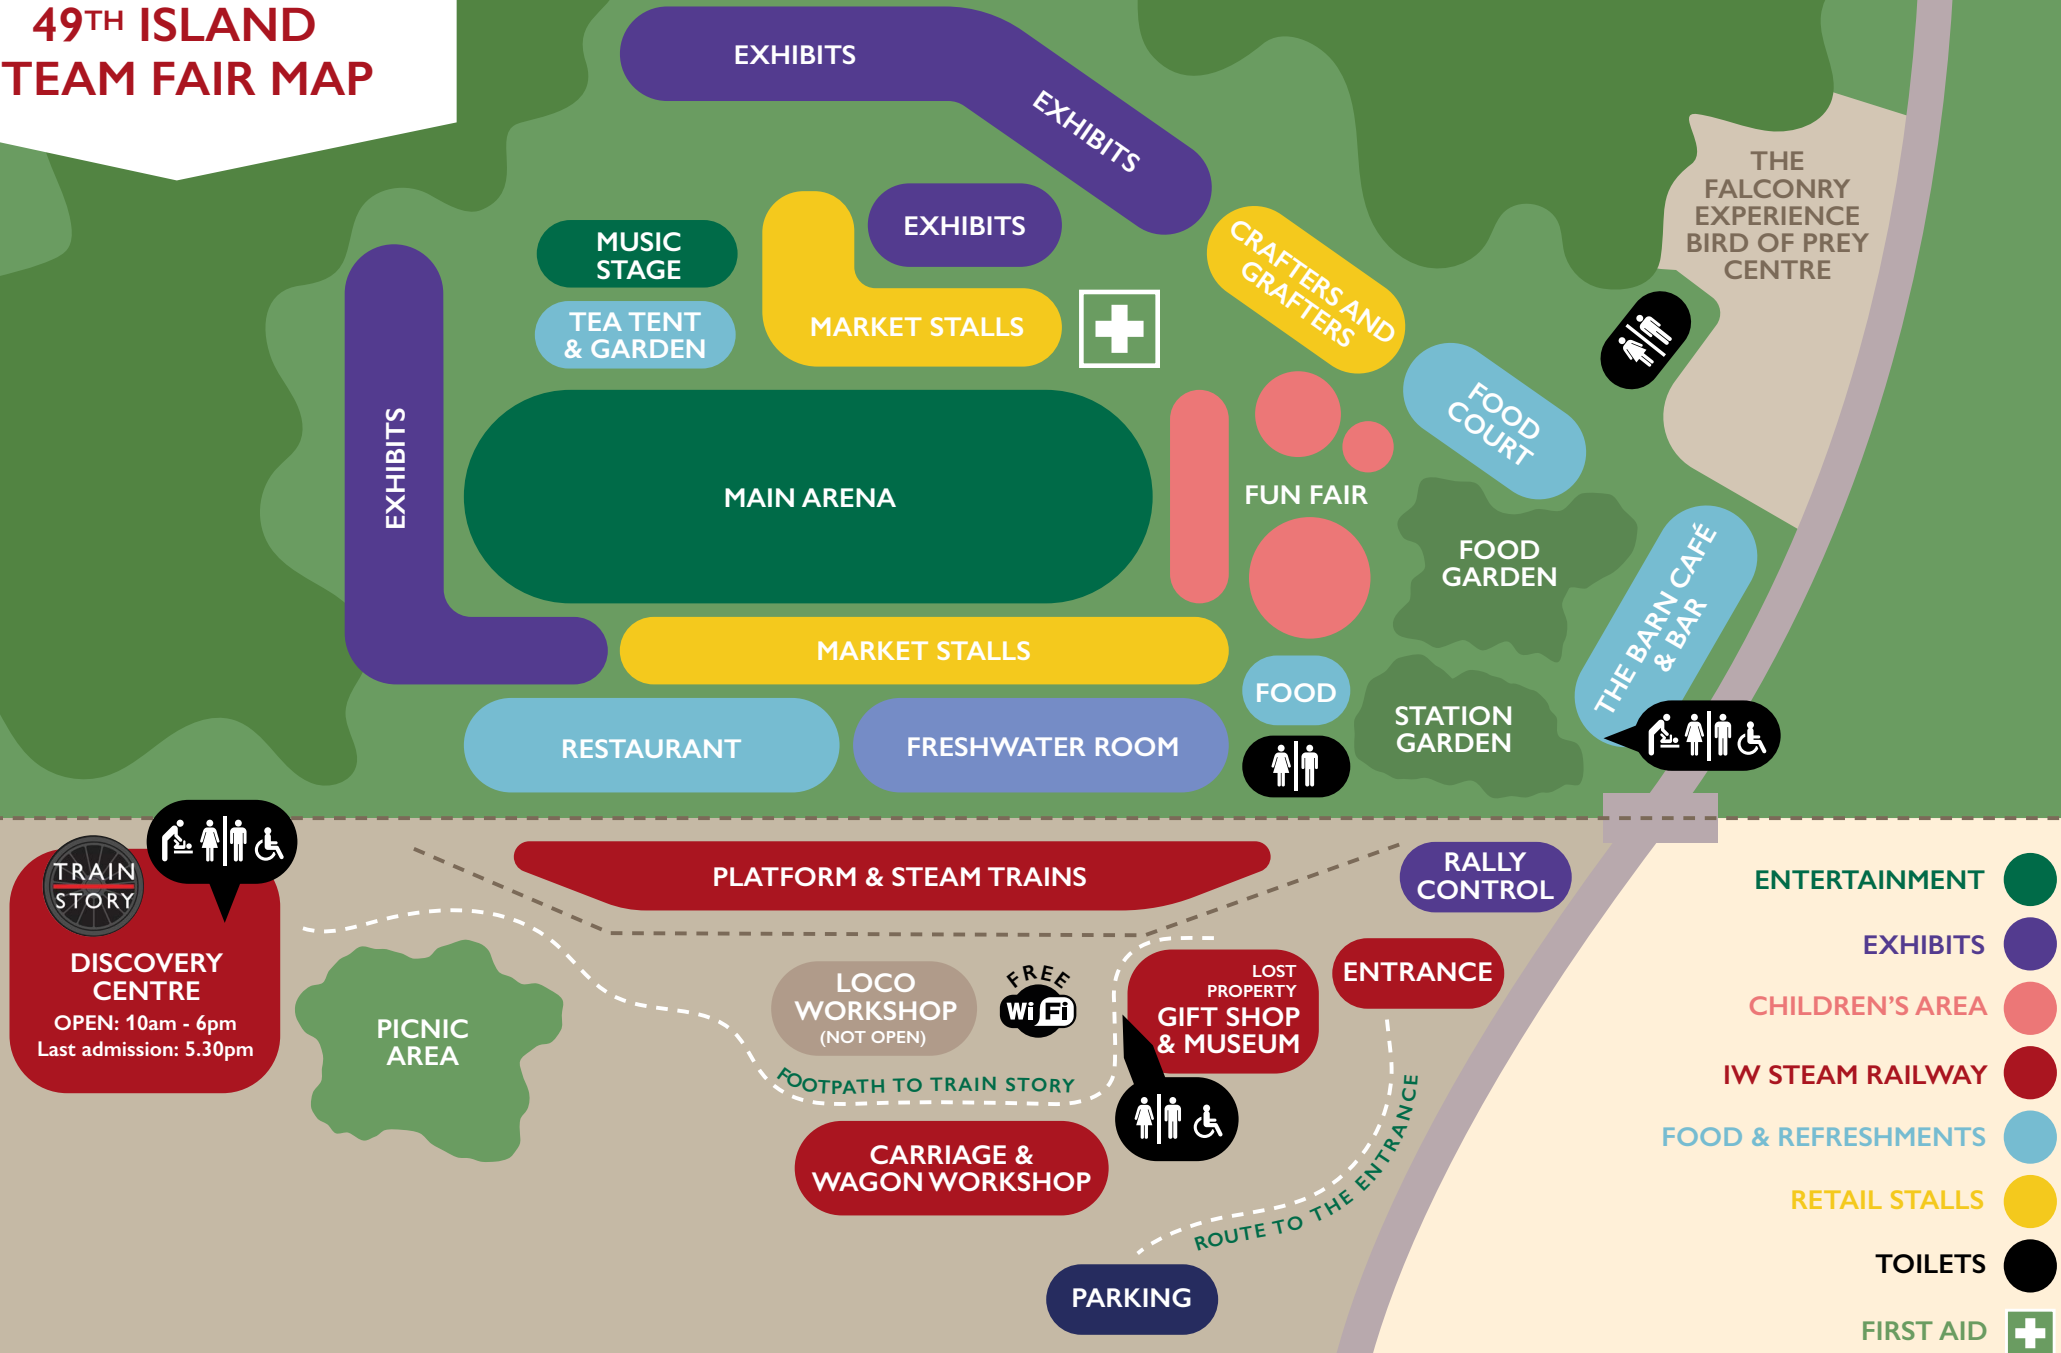 49TH ISLAND
TEAM FAIR MAP
EXHIBITS
EXHIBITS
THE
FALCONRY
EXPERIENCE
BIRD OF PREY
CENTRE
MUSIC
STAGE
EXHIBITS
CRAFTERS AND
GRAFTERS
TEA TENT
& GARDEN
MARKET STALLS
FOOD
COURT
EXHIBITS
MAIN ARENA
FUN FAIR
FOOD
GARDEN
THE BARN CAFÉ
& BAR
MARKET STALLS
FOOD
STATION
GARDEN
RESTAURANT
FRESHWATER ROOM
TRAIN
STORY
DISCOVERY
CENTRE
OPEN: 10am - 6pm
Last admission: 5.30pm
PLATFORM & STEAM TRAINS
RALLY
CONTROL
PICNIC
AREA
LOCO
WORKSHOP
(NOT OPEN)
FREE
Wi Fi
LOST
PROPERTY
GIFT SHOP
& MUSEUM
ENTRANCE
FOOTPATH TO TRAIN STORY
CARRIAGE &
WAGON WORKSHOP
ROUTE TO THE ENTRANCE
PARKING
ENTERTAINMENT
EXHIBITS
CHILDREN'S AREA
IW STEAM RAILWAY
FOOD & REFRESHMENTS
RETAIL STALLS
TOILETS
FIRST AID